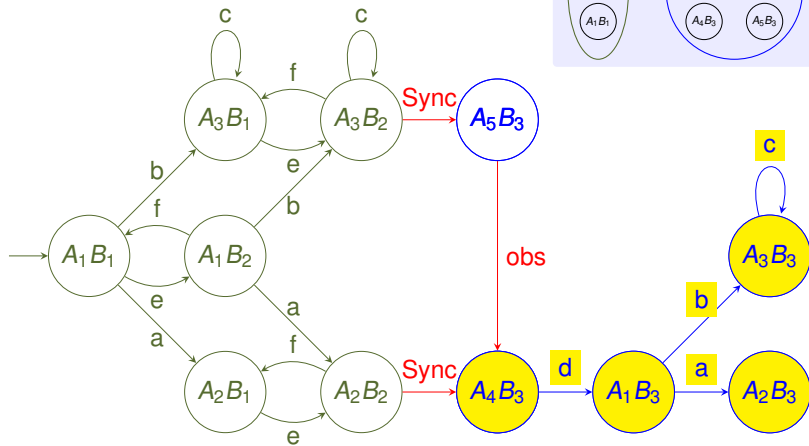 A₁B₁ A₄B₃ A₅B₃
c c
f
A₃B₁ A₃B₂ Sync A₅B₃
e
c
b f b
A₁B₁ A₁B₂ obs A₃B₃
e
a a b
f Sync d a
A₂B₁ A₂B₂ A₄B₃ A₁B₃ A₂B₃
e